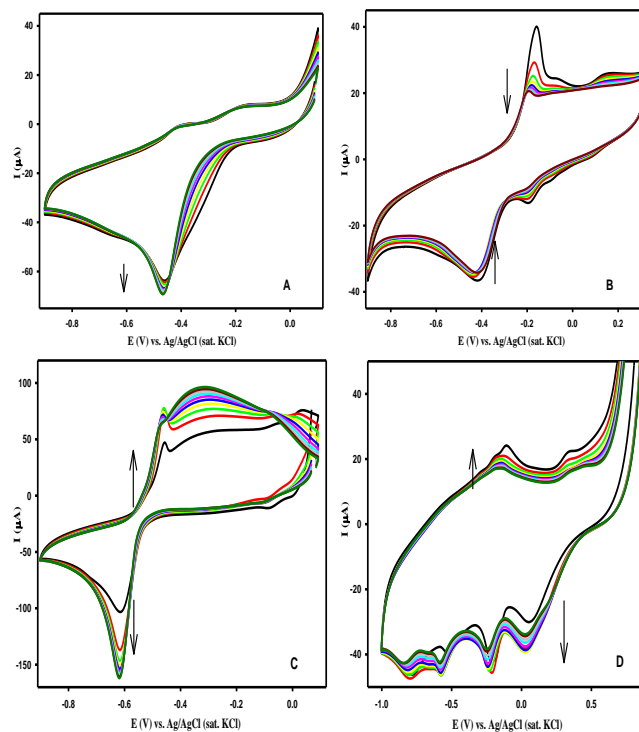 40
20
0
-20
-40
-60
I (µA)
A
-0.8 -0.6 -0.4 -0.2 0.0
E (V) vs. Ag/AgCl (sat. KCl)
40
20
0
-20
-40
I (µA)
B
-0.8 -0.6 -0.4 -0.2 0.0 0.2
E (V) vs. Ag/AgCl (sat. KCl)
100
50
0
-50
-100
-150
I (µA)
C
-0.8 -0.6 -0.4 -0.2 0.0
E (V) vs. Ag/AgCl (sat. KCl)
40
20
0
-20
-40
I (µA)
D
-1.0 -0.5 0.0 0.5
E (V) vs. Ag/AgCl (sat. KCl)